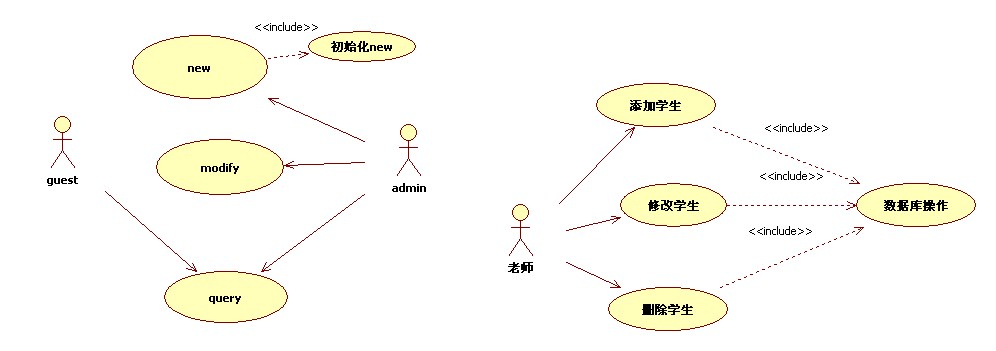 <<include>>
初始化new
new
guest
modify
admin
query
添加学生
<<include>>
<<include>>
修改学生
数据库操作
<<include>>
老师
删除学生